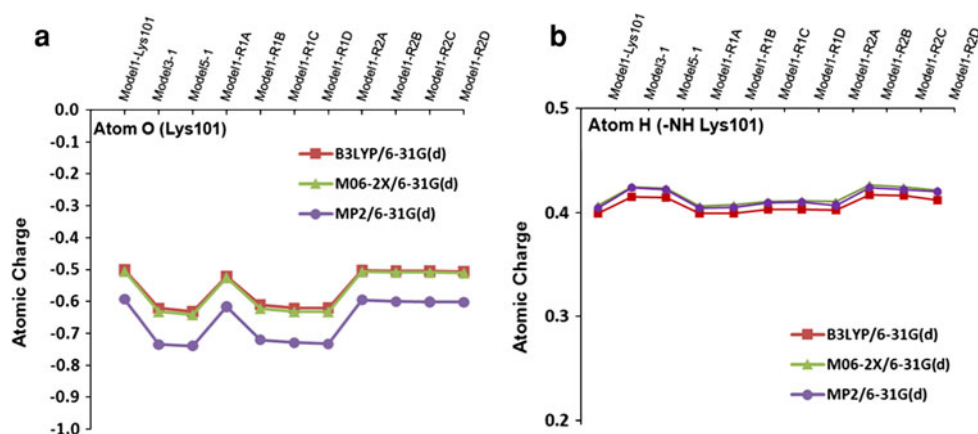 a
Model1-Lys101
Model3-1
Model5-1
Model1-R1A
Model1-R1B
Model1-R1C
Model1-R1D
Model1-R2A
Model1-R2B
Model1-R2C
Model1-R2D
0.0
-0.1
-0.2
-0.3
-0.4
-0.5
-0.6
-0.7
-0.8
-0.9
-1.0
Atomic Charge
Atom O (Lys101)
B3LYP/6-31G(d)
M06-2X/6-31G(d)
MP2/6-31G(d)
b
Model1-Lys101
Model3-1
Model5-1
Model1-R1A
Model1-R1B
Model1-R1C
Model1-R1D
Model1-R2A
Model1-R2B
Model1-R2C
Model1-R2D
0.5
0.4
0.3
0.2
Atomic Charge
Atom H (-NH Lys101)
B3LYP/6-31G(d)
M06-2X/6-31G(d)
MP2/6-31G(d)